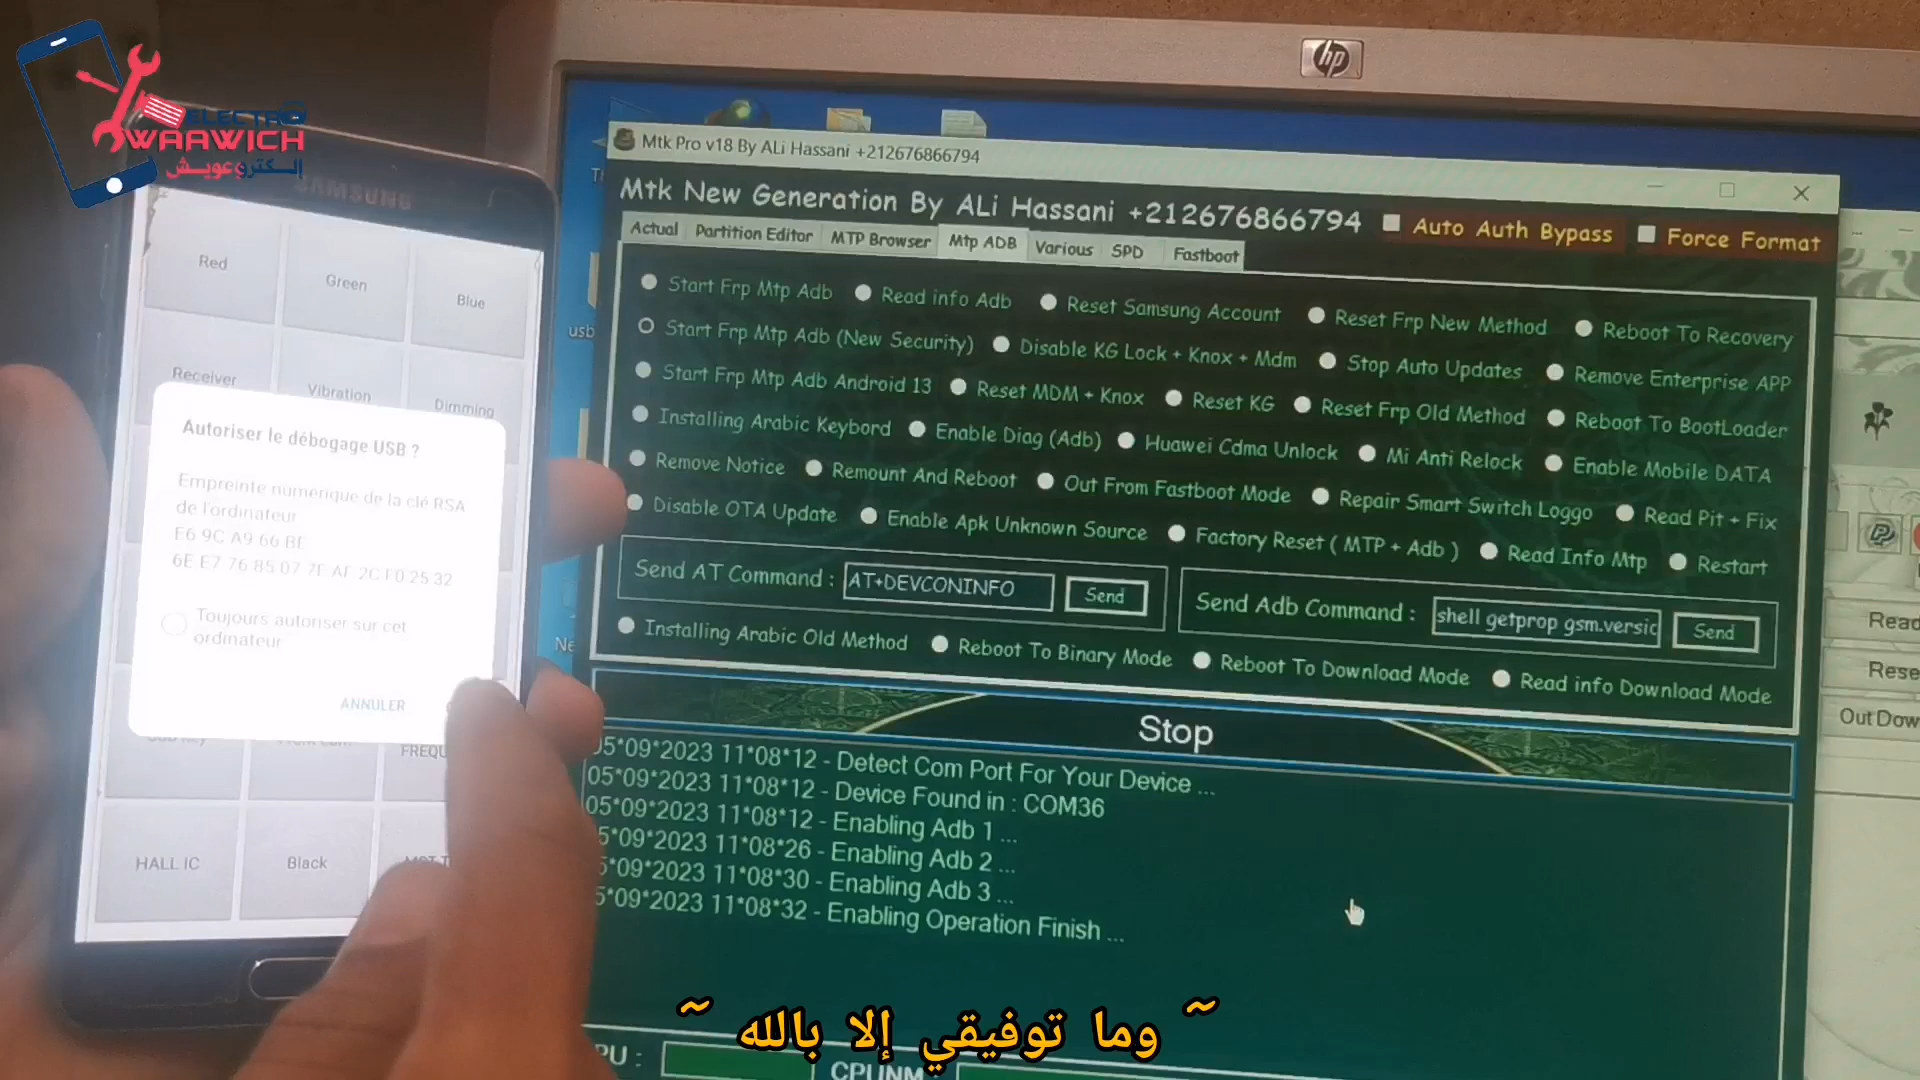 ELECTRO
WAAWICH
إلكترو عويش
SAMSUNG
Red
Green
Blue
Receiver
Vibration
Dimming
Autoriser le débogage USB ?
Empreinte numérique de la clé RSA
de l'ordinateur
E6 9C A9 66 BE
6E E7 76 85 07 7E AF 2C F0 25 32
Toujours autoriser sur cet
ordinateur
ANNULER
FREQU
HALL IC
Black
hp
Mtk Pro v18 By ALi Hassani +212676866794
Mtk New Generation By ALi Hassani +212676866794
Auto Auth Bypass
Force Format
Actual
Partition Editor
MTP Browser
Mtp ADB
Various
SPD
Fastboot
Start Frp Mtp Adb
Read info Adb
Reset Samsung Account
Reset Frp New Method
Reboot To Recovery
Start Frp Mtp Adb (New Security)
Disable KG Lock + Knox + Mdm
Stop Auto Updates
Remove Enterprise APP
Start Frp Mtp Adb Android 13
Reset MDM + Knox
Reset KG
Reset Frp Old Method
Reboot To BootLoader
Installing Arabic Keybord
Enable Diag (Adb)
Huawei Cdma Unlock
Mi Anti Relock
Enable Mobile DATA
Remove Notice
Remount And Reboot
Out From Fastboot Mode
Repair Smart Switch Loggo
Read Pit + Fix
Disable OTA Update
Enable Apk Unknown Source
Factory Reset ( MTP + Adb )
Read Info Mtp
Restart
Send AT Command :
AT+DEVCONINFO
Send
Send Adb Command :
shell getprop gsm.versic
Send
Installing Arabic Old Method
Reboot To Binary Mode
Reboot To Download Mode
Read info Download Mode
Stop
05*09*2023 11*08*12 - Detect Com Port For Your Device ...
05*09*2023 11*08*12 - Device Found in : COM36
05*09*2023 11*08*12 - Enabling Adb 1 ...
5*09*2023 11*08*26 - Enabling Adb 2 ...
5*09*2023 11*08*30 - Enabling Adb 3 ...
5*09*2023 11*08*32 - Enabling Operation Finish ...
usb
Ne
Read
Rese
Out Dow
~ وما توفيقي إلا بالله ~
PU :